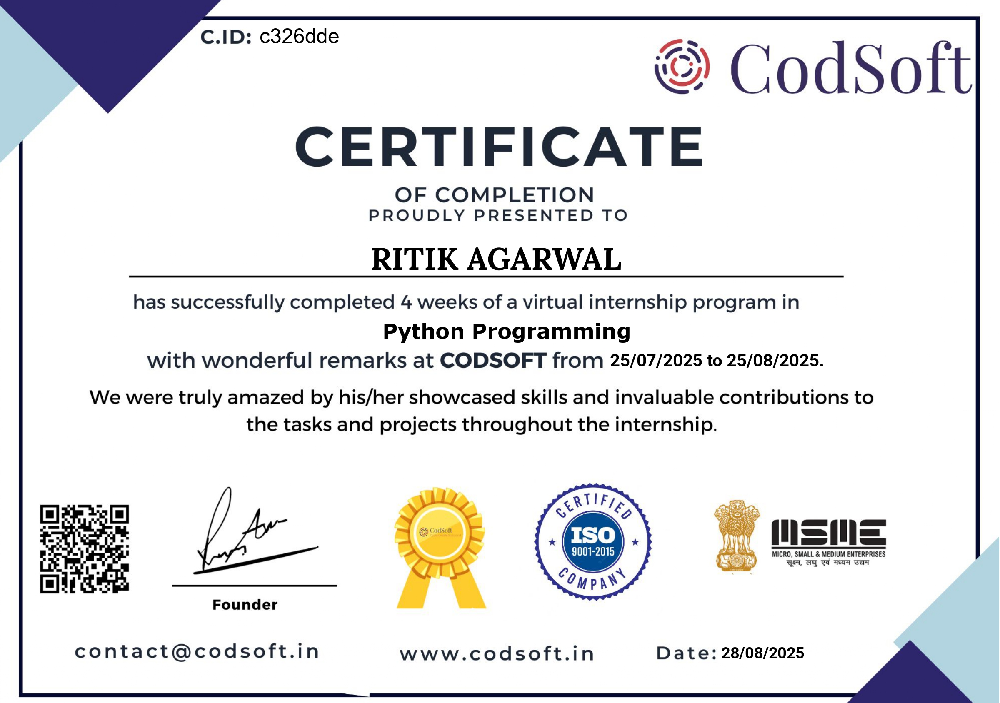 C.ID: c326dde
CodSoft
CERTIFICATE
OF COMPLETION
PROUDLY PRESENTED TO
RITIK AGARWAL
has successfully completed 4 weeks of a virtual internship program in
Python Programming
with wonderful remarks at CODSOFT from 25/07/2025 to 25/08/2025.
We were truly amazed by his/her showcased skills and invaluable contributions to
the tasks and projects throughout the internship.
Founder
CodSoft
CERTIFIED
ISO
9001-2015
COMPANY
MSME
MICRO, SMALL & MEDIUM ENTERPRISES
सूक्ष्म, लघु एवं मध्यम उद्यम
contact@codsoft.in
www.codsoft.in
Date: 28/08/2025